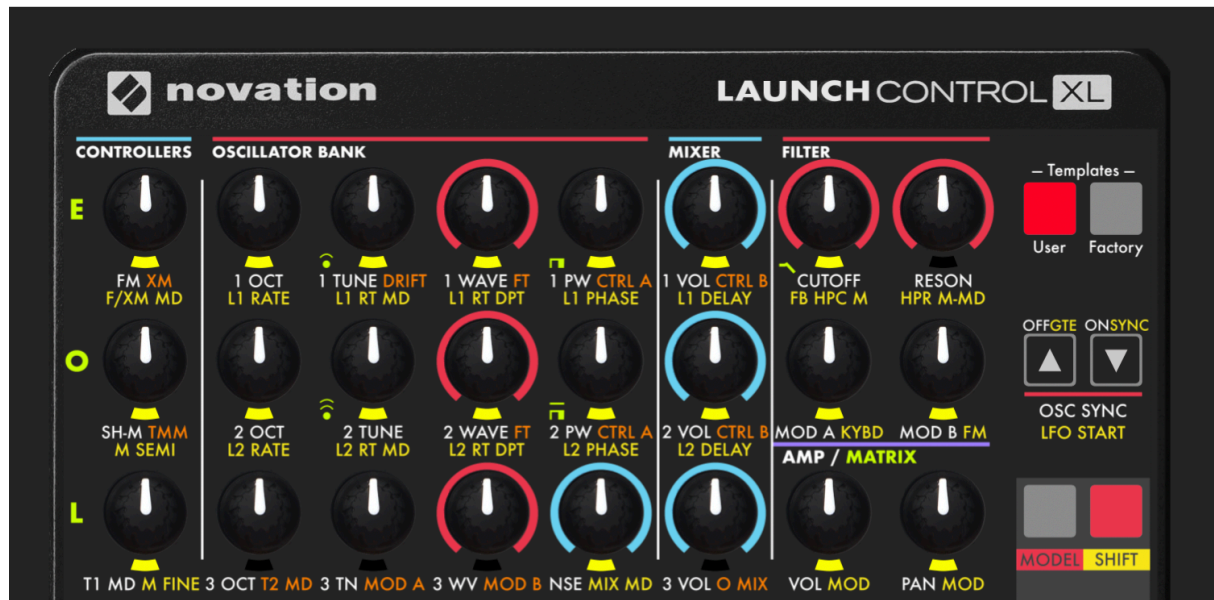 novation
LAUNCHCONTROL XL
CONTROLLERS OSCILLATOR BANK MIXER FILTER
– Templates –
E
User Factory
FM XM 1 OCT 1 TUNE DRIFT 1 WAVE FT 1 PW CTRL A 1 VOL CTRL B CUTOFF RESON
F/XM MD L1 RATE L1 RT MD L1 RT DPT L1 PHASE L1 DELAY FB HPC M HPR M-MD
OFFGTE ONSYNC
O
OSC SYNC
SH-M TMM 2 OCT 2 TUNE 2 WAVE FT 2 PW CTRL A 2 VOL CTRL B MOD A KYBD MOD B FM
LFO START
M SEMI L2 RATE L2 RT MD L2 RT DPT L2 PHASE L2 DELAY
AMP / MATRIX
L
MODEL SHIFT
T1 MD M FINE 3 OCT T2 MD 3 TN MOD A 3 WV MOD B NSE MIX MD 3 VOL O MIX VOL MOD PAN MOD